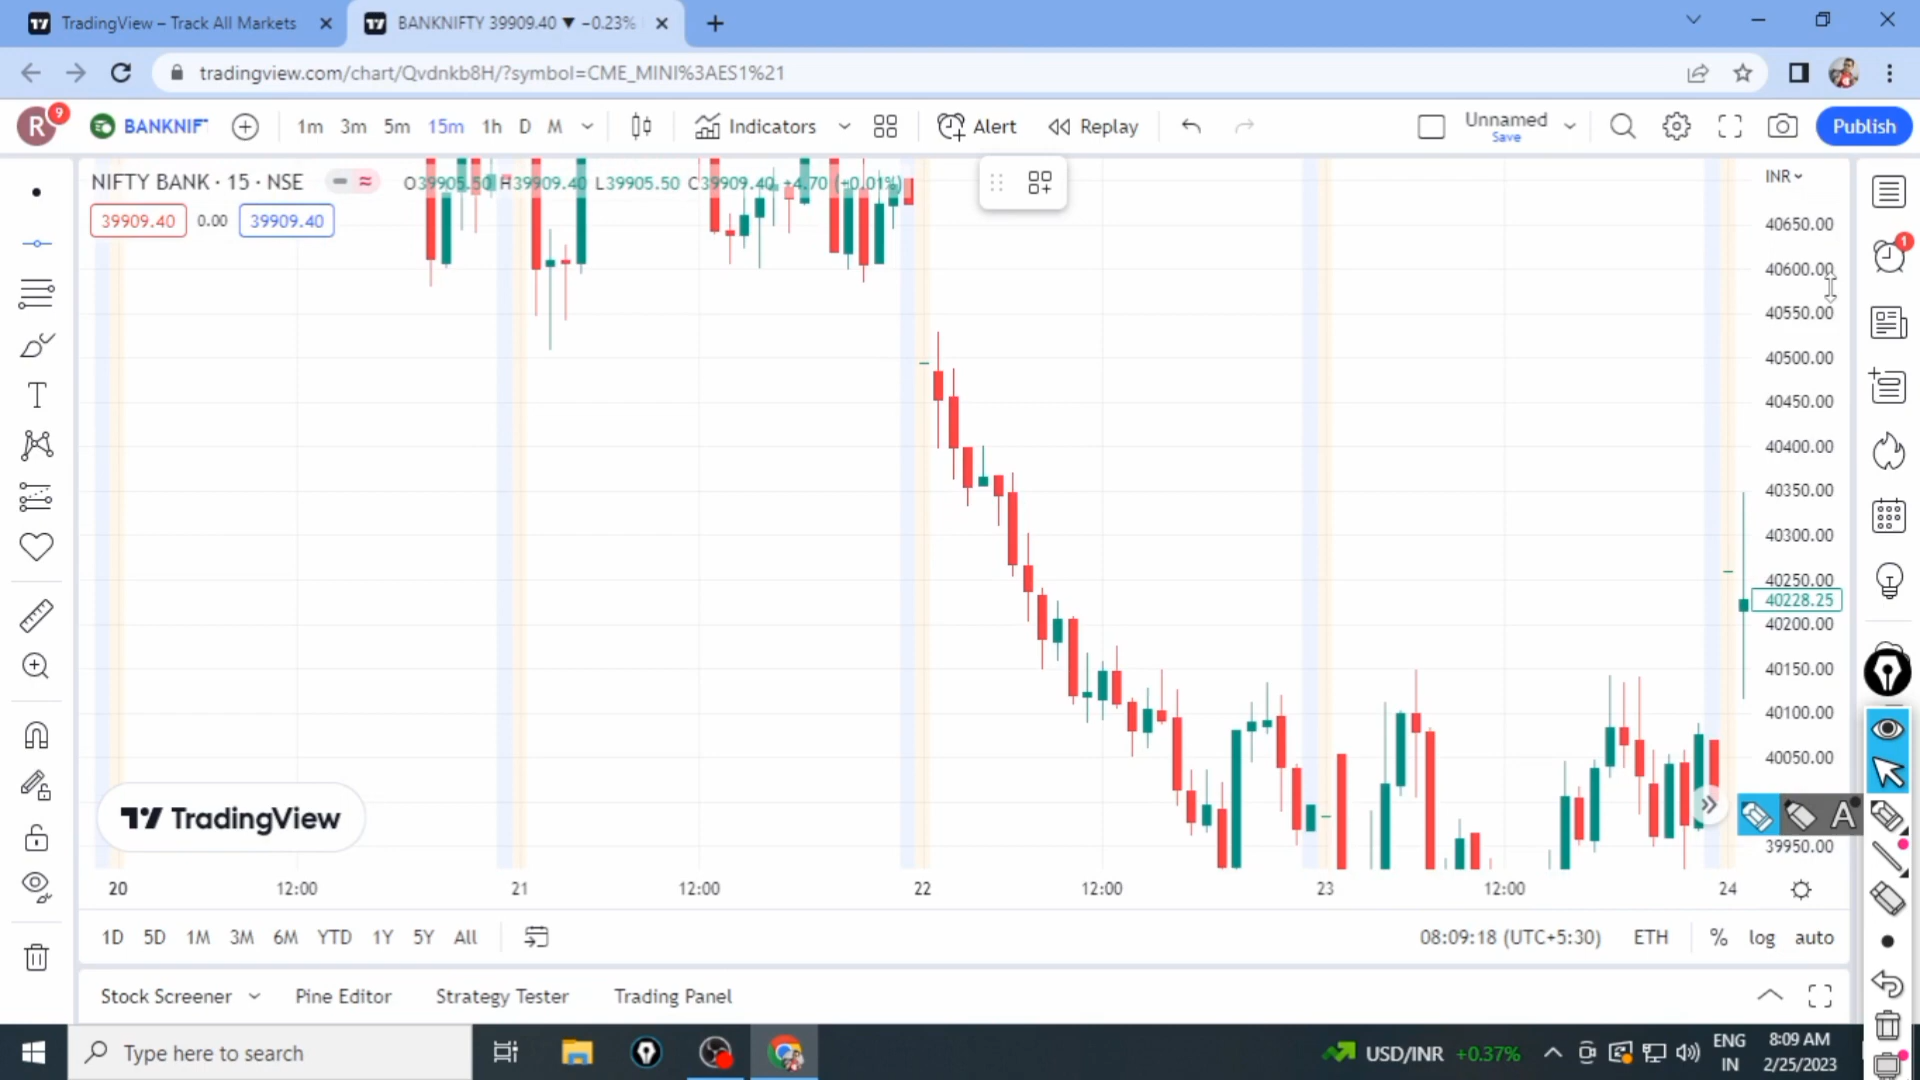 TradingView – Track All Markets
BANKNIFTY 39909.40 ▼ −0.23%
tradingview.com/chart/Qvdnkb8H/?symbol=CME_MINI%3AES1%21
R 9 BANKNIF 1m 3m 5m 15m 1h D M Indicators Alert Replay Unnamed Save Publish
NIFTY BANK · 15 · NSE O39905.50 H39909.40 L39905.50 C39909.40 +4.70 (+0.01%) INR
39909.40 0.00 39909.40
40650.00
1
40600.00
40550.00
40500.00
40450.00
40400.00
40350.00
40300.00
40250.00
40228.25
40200.00
40150.00
40100.00
40050.00
TradingView
A
39950.00
20 12:00 21 12:00 22 12:00 23 12:00 24
1D 5D 1M 3M 6M YTD 1Y 5Y All 08:09:18 (UTC+5:30) ETH % log auto
Stock Screener Pine Editor Strategy Tester Trading Panel
Type here to search USD/INR +0.37% ENG 8:09 AM
IN 2/25/2023